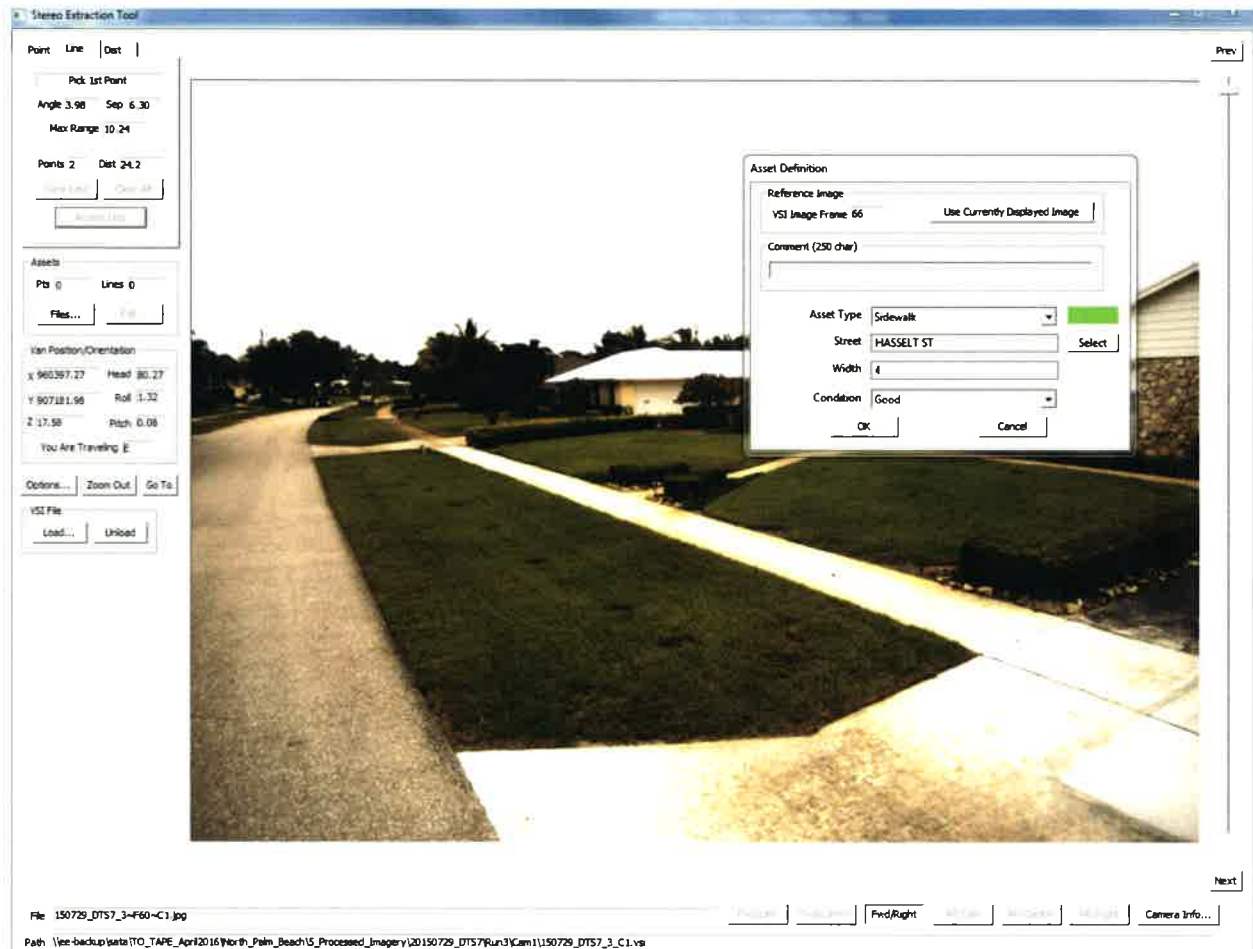 Stereo Extraction Tool
Point Line Dist
Prev
Pick 1st Point
Angle 3.98 Sep 6.30
Max Range 10.24
Points 2 Dist 24.2
Clear All
Assets
Pts 0 Lines 0
Files...
Van Position/Orientation
X 960397.27 Head 80.27
Y 907181.98 Roll 1.32
Z 17.58 Pitch 0.08
You Are Traveling E
Options... Zoom Out Go To
VSI File
Load... Unload
Asset Definition
Reference Image
VSI Image Frame 66 Use Currently Displayed Image
Comment (250 char)
Asset Type Sidewalk
Street HASSELT ST Select
Width 4
Condition Good
OK Cancel
Next
File 150729_DTS7_3~F60~C1.jpg
Fwd/Right Camera Info...
Path \\ee-backup\sata\TO_TAPE_April2016\North_Palm_Beach\5_Processed_Imagery\20150729_DTS7\Run3\Cam1\150729_DTS7_3_C1.vsi